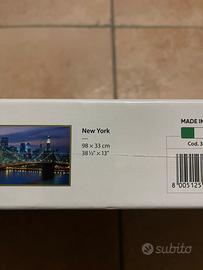 New York
98 x 33 cm
38 ½" x 13"
MADE IN
Cod. 3
8 005125
subito